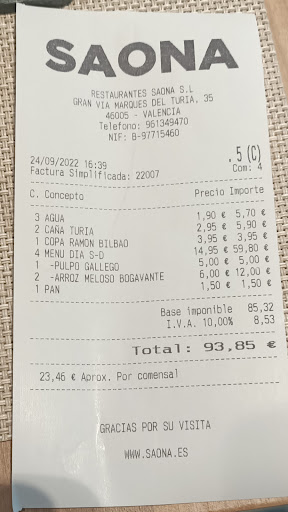 SAONA
RESTAURANTES SAONA S.L
GRAN VIA MARQUES DEL TURIA, 35
46005 - VALENCIA
Telefono: 961349470
NIF: B-97715460
24/09/2022 16:39 . 5 (C)
Factura Simplificada: 22007 Com: 4
C. Concepto Precio Importe
3 AGUA 1,90 € 5,70 €
2 CAÑA TURIA 2,95 € 5,90 €
1 COPA RAMON BILBAO 3,95 € 3,95 €
4 MENU DIA S-D 14,95 € 59,80 €
1 -PULPO GALLEGO 5,00 € 5,00 €
2 -ARROZ MELOSO BOGAVANTE 6,00 € 12,00 €
1 PAN 1,50 € 1,50 €
Base imponible 85,32
I.V.A. 10,00% 8,53
Total: 93,85 €
23,46 € Aprox. Por comensal
GRACIAS POR SU VISITA
WWW.SAONA.ES